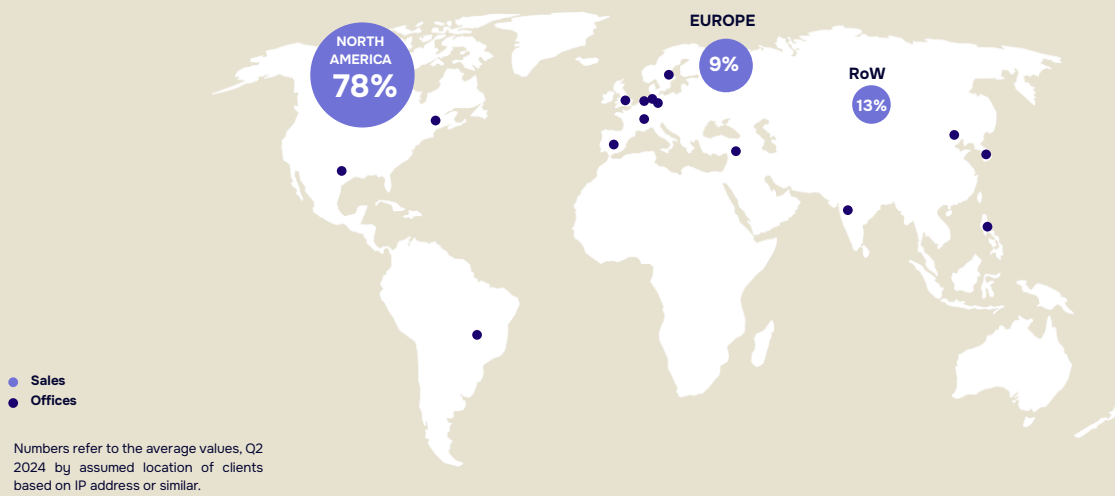 EUROPE
NORTH
AMERICA
78%
9%
RoW
13%
Sales
Offices
Numbers refer to the average values, Q2
2024 by assumed location of clients
based on IP address or similar.